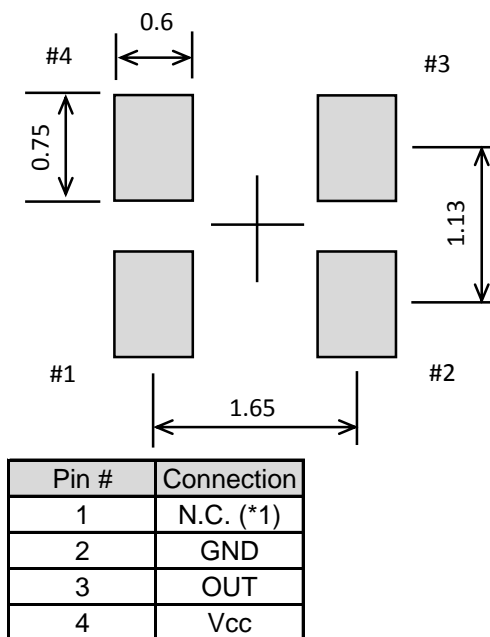 0.6
#4
#3
0.75
1.13
#1
#2
1.65
Pin # Connection
1 N.C. (*1)
2 GND
3 OUT
4 Vcc